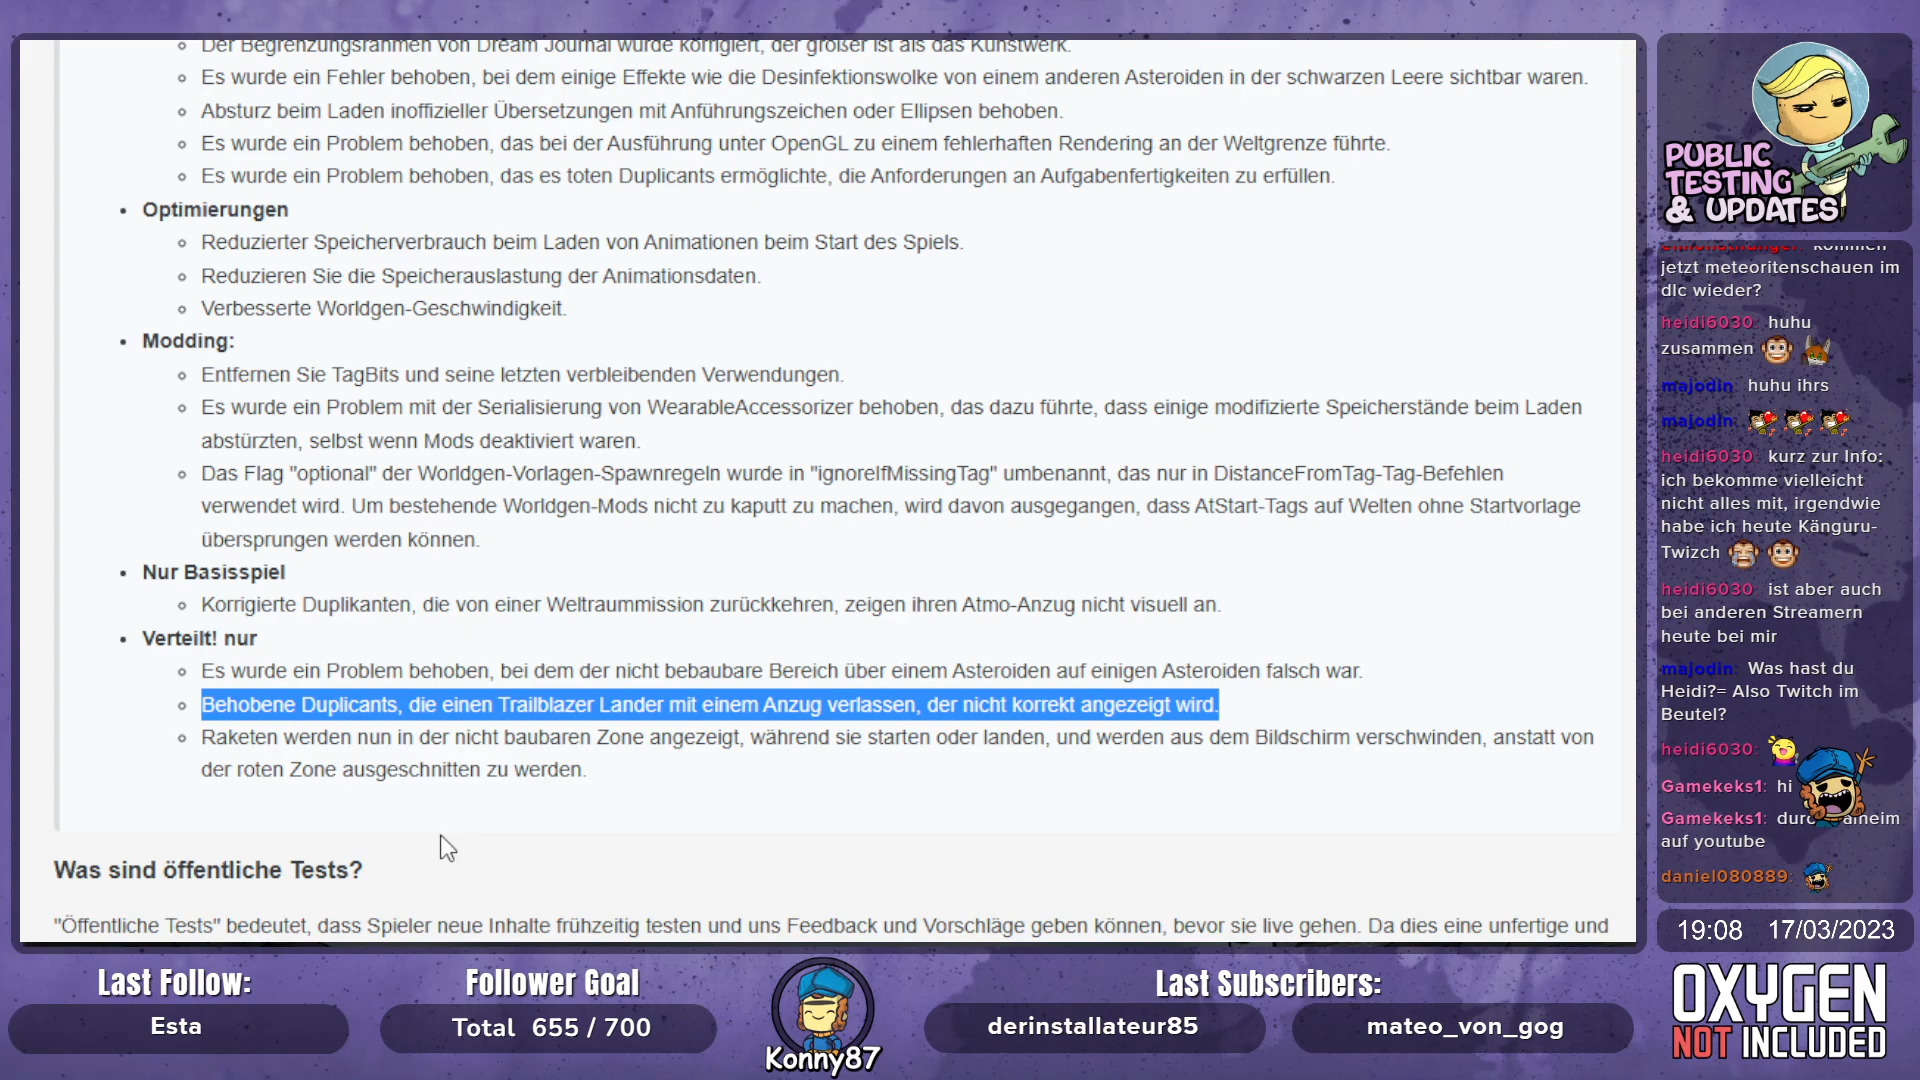 Der Begrenzungsrahmen von Dream Journal wurde korrigiert, der größer ist als das Kunstwerk.
Es wurde ein Fehler behoben, bei dem einige Effekte wie die Desinfektionswolke von einem anderen Asteroiden in der schwarzen Leere sichtbar waren.
Absturz beim Laden inoffizieller Übersetzungen mit Anführungszeichen oder Ellipsen behoben.
Es wurde ein Problem behoben, das bei der Ausführung unter OpenGL zu einem fehlerhaften Rendering an der Weltgrenze führte.
Es wurde ein Problem behoben, das es toten Duplicants ermöglichte, die Anforderungen an Aufgabenfertigkeiten zu erfüllen.
Optimierungen
Reduzierter Speicherverbrauch beim Laden von Animationen beim Start des Spiels.
Reduzieren Sie die Speicherauslastung der Animationsdaten.
Verbesserte Worldgen-Geschwindigkeit.
Modding:
Entfernen Sie TagBits und seine letzten verbleibenden Verwendungen.
Es wurde ein Problem mit der Serialisierung von WearableAccessorizer behoben, das dazu führte, dass einige modifizierte Speicherstände beim Laden
abstürzten, selbst wenn Mods deaktiviert waren.
Das Flag "optional" der Worldgen-Vorlagen-Spawnregeln wurde in "ignoreIfMissingTag" umbenannt, das nur in DistanceFromTag-Tag-Befehlen
verwendet wird. Um bestehende Worldgen-Mods nicht zu kaputt zu machen, wird davon ausgegangen, dass AtStart-Tags auf Welten ohne Startvorlage
übersprungen werden können.
Nur Basisspiel
Korrigierte Duplikanten, die von einer Weltraummission zurückkehren, zeigen ihren Atmo-Anzug nicht visuell an.
Verteilt! nur
Es wurde ein Problem behoben, bei dem der nicht bebaubare Bereich über einem Asteroiden auf einigen Asteroiden falsch war.
Behobene Duplicants, die einen Trailblazer Lander mit einem Anzug verlassen, der nicht korrekt angezeigt wird.
Raketen werden nun in der nicht baubaren Zone angezeigt, während sie starten oder landen, und werden aus dem Bildschirm verschwinden, anstatt von
der roten Zone ausgeschnitten zu werden.
Was sind öffentliche Tests?
"Öffentliche Tests" bedeutet, dass Spieler neue Inhalte frühzeitig testen und uns Feedback und Vorschläge geben können, bevor sie live gehen. Da dies eine unfertige und
PUBLIC
TESTING
& UPDATES
kommen
jetzt meteoritenschauen im
dlc wieder?
heidi6030: huhu
zusammen
majodin: huhu ihrs
majodin:
heidi6030: kurz zur Info:
ich bekomme vielleicht
nicht alles mit, irgendwie
habe ich heute Känguru-
Twizch
heidi6030: ist aber auch
bei anderen Streamern
heute bei mir
majodin: Was hast du
Heidi?= Also Twitch im
Beutel?
heidi6030:
Gamekeks1: hi
Gamekeks1:
auf youtube
daniel080889:
19:08 17/03/2023
OXYGEN
NOT INCLUDED
Last Follow:
Esta
Follower Goal
Total 655 / 700
Konny87
Last Subscribers:
derinstallateur85
mateo_von_gog